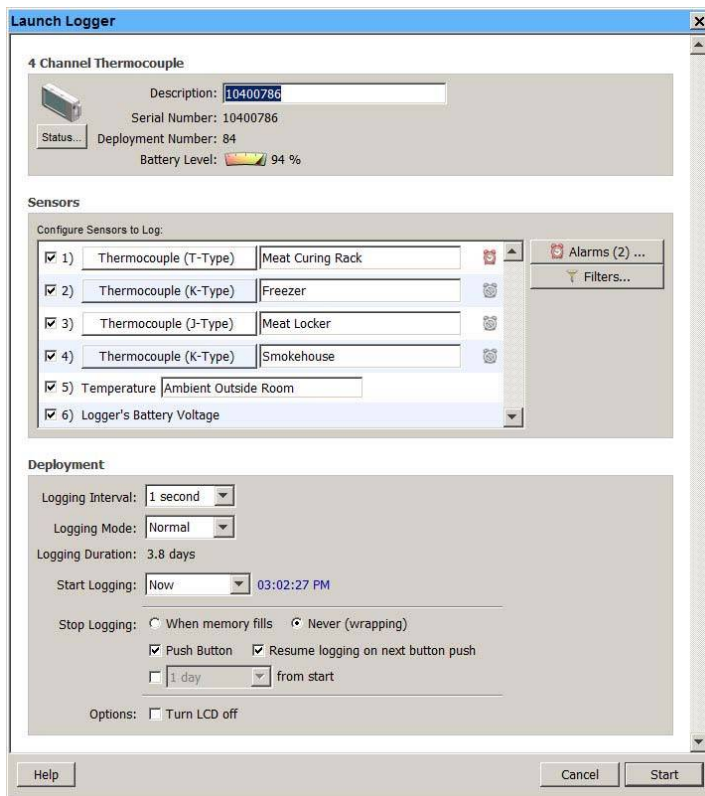 Launch Logger
4 Channel Thermocouple
Description: 10400786
Serial Number: 10400786
Status... Deployment Number: 84
Battery Level: 94 %
Sensors
Configure Sensors to Log:
1) Thermocouple (T-Type) Meat Curing Rack
Alarms (2) ...
Filters...
2) Thermocouple (K-Type) Freezer
3) Thermocouple (J-Type) Meat Locker
4) Thermocouple (K-Type) Smokehouse
5) Temperature Ambient Outside Room
6) Logger's Battery Voltage
Deployment
Logging Interval: 1 second
Logging Mode: Normal
Logging Duration: 3.8 days
Start Logging: Now 03:02:27 PM
Stop Logging: When memory fills Never (wrapping)
Push Button Resume logging on next button push
1 day from start
Options: Turn LCD off
Help Cancel Start